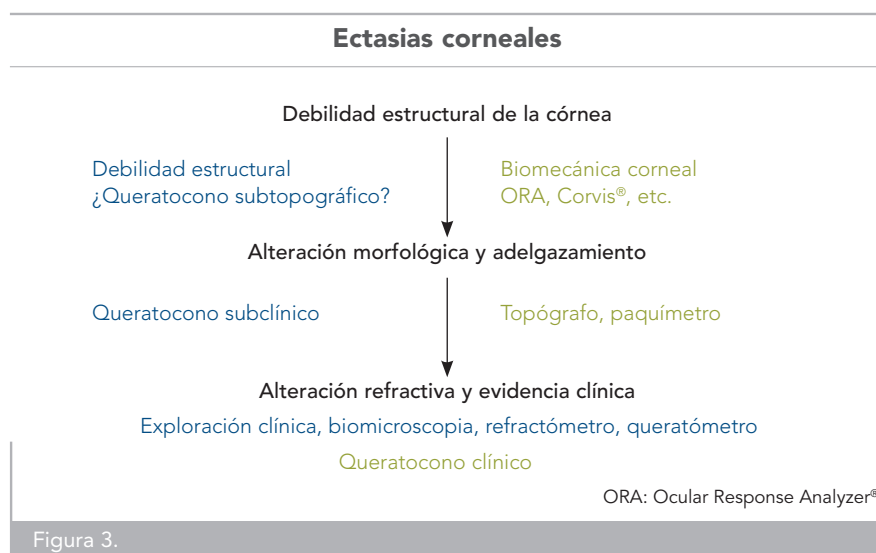 Ectasias corneales
Debilidad estructural de la córnea
Debilidad estructural
¿Queratocono subtopográfico?
Biomecánica corneal
ORA, Corvis®, etc.
Alteración morfológica y adelgazamiento
Queratocono subclínico
Topógrafo, paquímetro
Alteración refractiva y evidencia clínica
Exploración clínica, biomicroscopia, refractómetro, queratómetro
Queratocono clínico
ORA: Ocular Response Analyzer®
Figura 3.